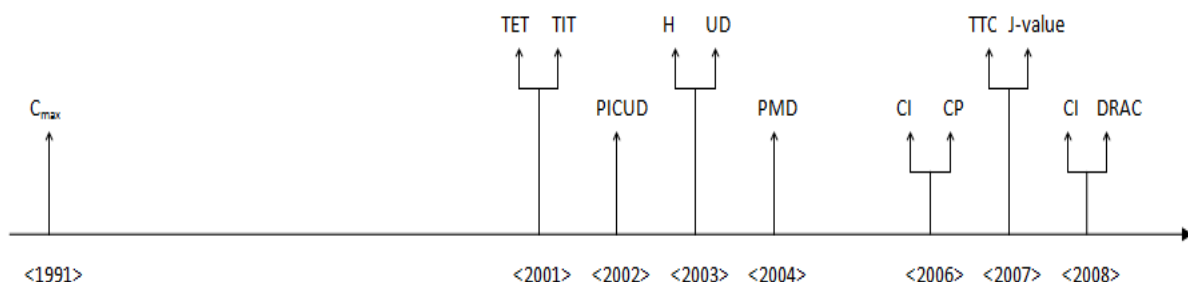 TET TIT H UD TTC J-value
Cmax PICUD PMD CI CP CI DRAC
<1991> <2001> <2002> <2003> <2004> <2006> <2007> <2008>